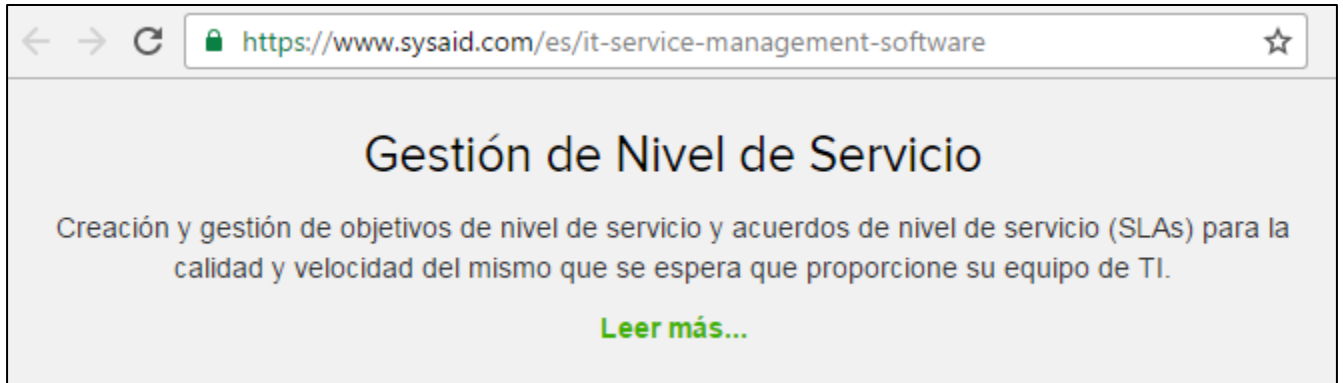 https://www.sysaid.com/es/it-service-management-software
Gestión de Nivel de Servicio
Creación y gestión de objetivos de nivel de servicio y acuerdos de nivel de servicio (SLAs) para la
calidad y velocidad del mismo que se espera que proporcione su equipo de TI.
Leer más...